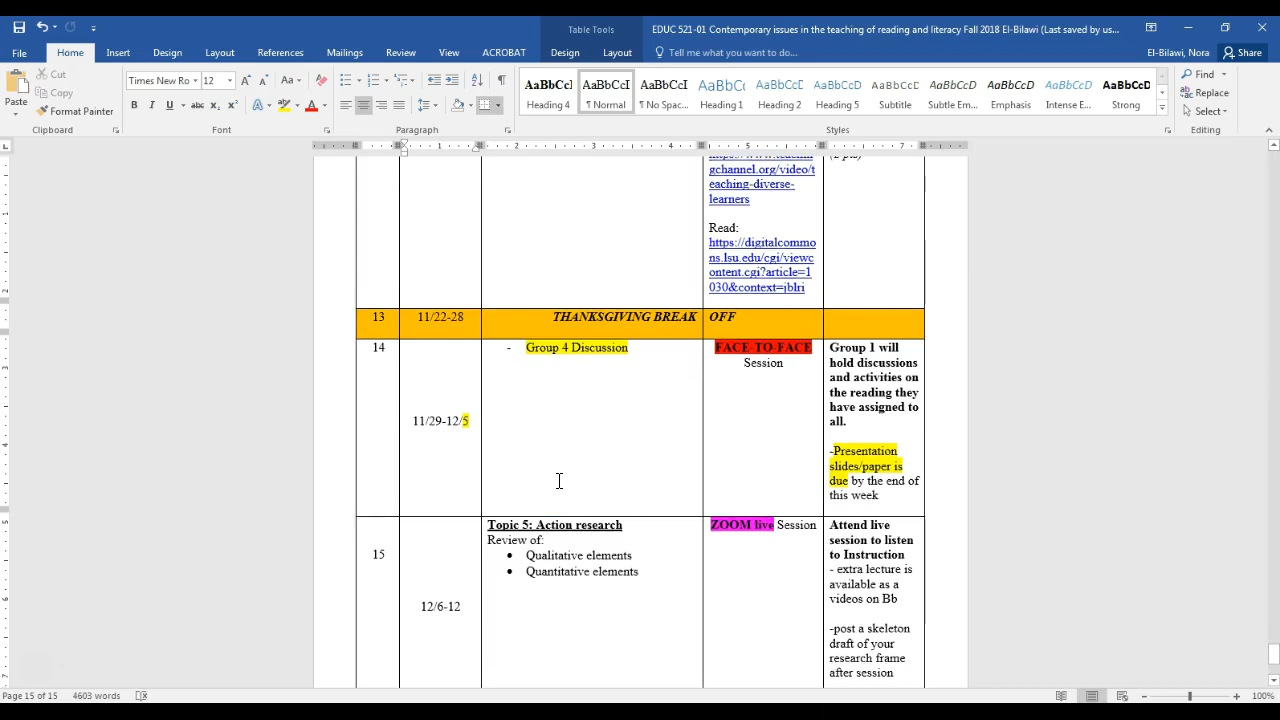 Table Tools
EDUC 521-01 Contemporary issues in the teaching of reading and literacy Fall 2018 El-Bilawi (Last saved by us...
File Home Insert Design Layout References Mailings Review View ACROBAT Design Layout Tell me what you want to do... El-Bilawi, Nora Share
Paste
Cut
Copy
Format Painter
Clipboard
Times New Ro 12
Font
Paragraph
AaBbCcI AaBbCcI AaBbCcI AaBbC AaBbCcI AaBbCcD AaBbCcD AaBbCcD AaBbCcD AaBbCcD AaBbCcD
Heading 4 ¶ Normal ¶ No Spac... Heading 1 Heading 2 Heading 5 Subtitle Subtle Em... Emphasis Intense E... Strong
Styles
Find
Replace
Select
Editing
1 2 3 4 5 6 7
gchannel.org/video/t
eaching-diverse-
learners
Read:
https://digitalcommo
ns.lsu.edu/cgi/viewc
ontent.cgi?article=1
030&context=jblri
13 11/22-28 THANKSGIVING BREAK OFF
14
11/29-12/5
- Group 4 Discussion
FACE-TO-FACE
Session
Group 1 will
hold discussions
and activities on
the reading they
have assigned to
all.
-Presentation
slides/paper is
due by the end of
this week
15
12/6-12
Topic 5: Action research
Review of:
• Qualitative elements
• Quantitative elements
ZOOM live Session
Attend live
session to listen
to Instruction
- extra lecture is
available as a
videos on Bb
-post a skeleton
draft of your
research frame
after session
Page 15 of 15 4603 words 100%